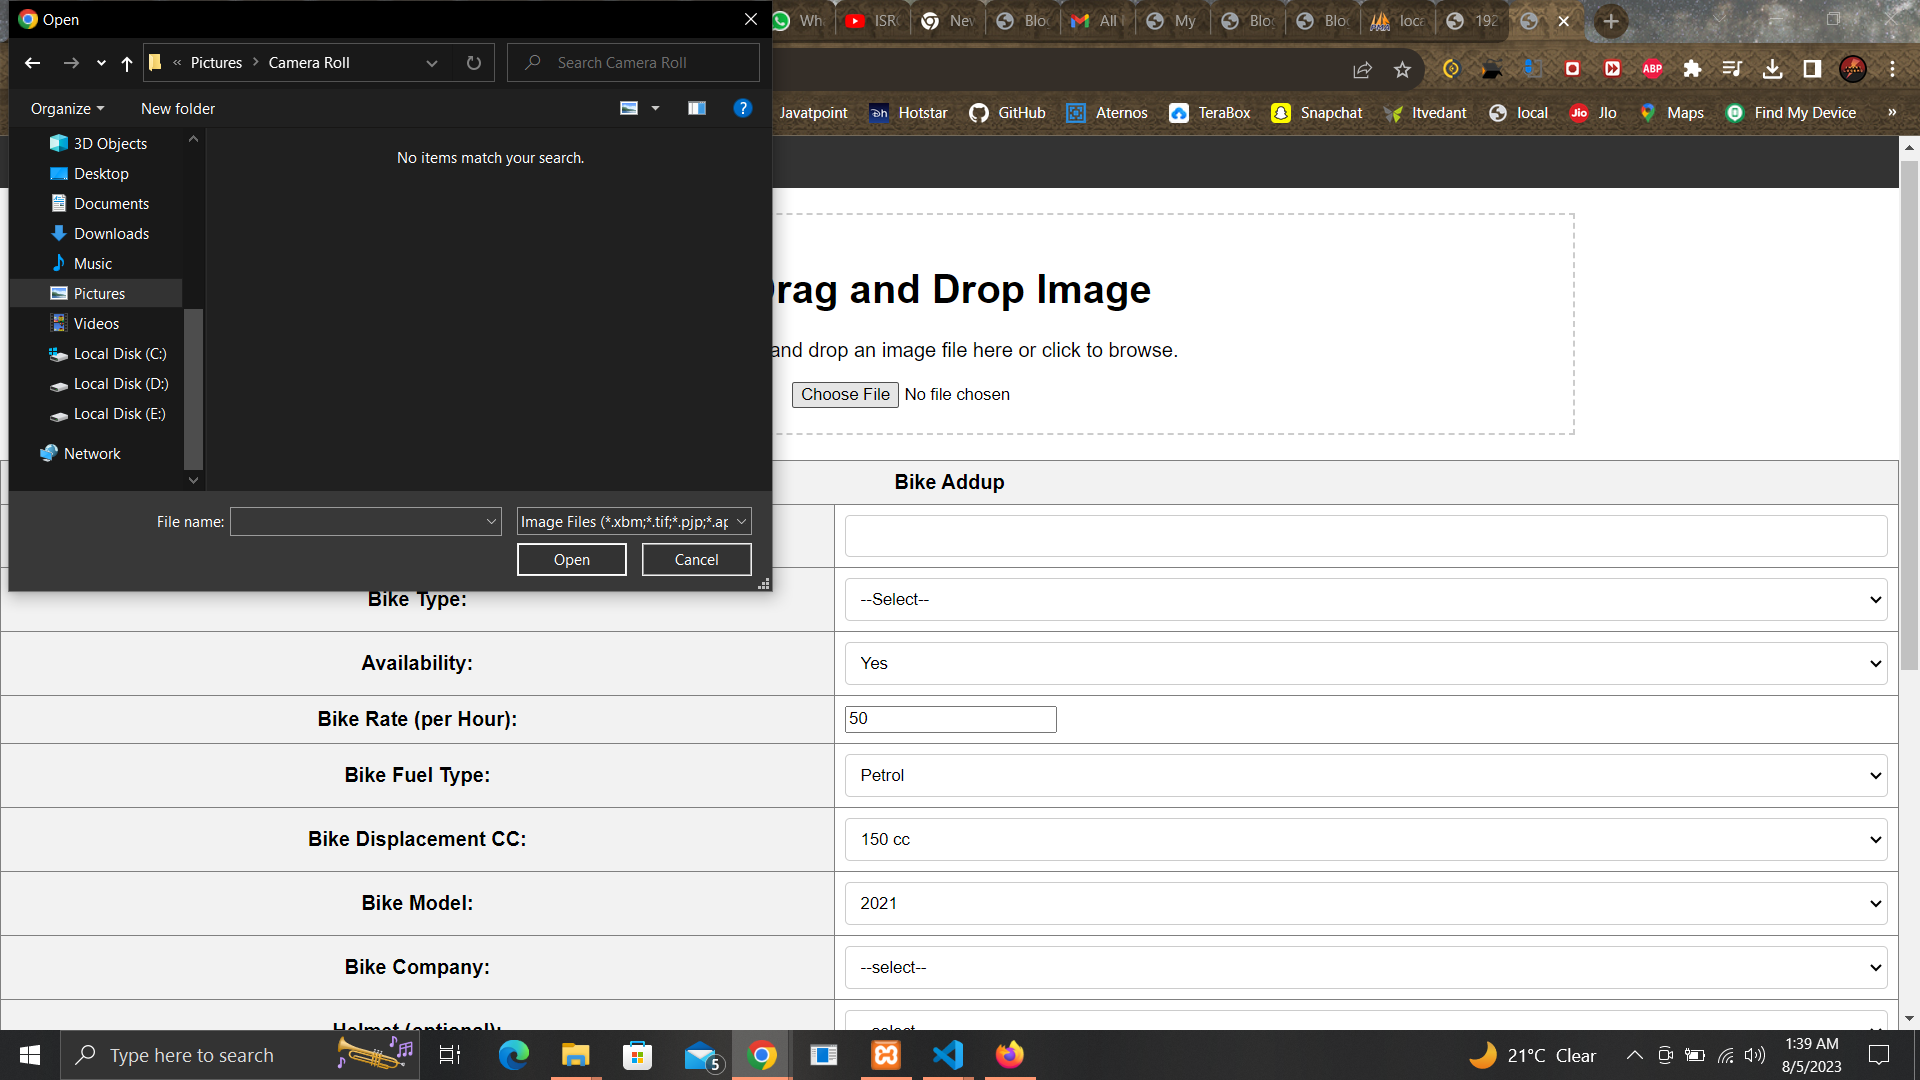 Open
Wh
ISR
Nev
Blo
All
My
Blo
Blo
loca
192
Pictures
Camera Roll
Search Camera Roll
ABP
Organize
New folder
Javatpoint
Hotstar
GitHub
Aternos
TeraBox
Snapchat
Itvedant
local
Jio
JIo
Maps
Find My Device
»
3D Objects
Desktop
Documents
Downloads
Music
Pictures
Videos
Local Disk (C:)
Local Disk (D:)
Local Disk (E:)
Network
No items match your search.
rag and Drop Image
and drop an image file here or click to browse.
Choose File No file chosen
File name:
Image Files (*.xbm;*.tif;*.pjp;*.ap
Open
Cancel
Bike Addup
Bike Type:
--Select--
Availability:
Yes
Bike Rate (per Hour):
50
Bike Fuel Type:
Petrol
Bike Displacement CC:
150 cc
Bike Model:
2021
Bike Company:
--select--
Helmet (optional):
--select--
Type here to search
5
21°C Clear
1:39 AM
8/5/2023